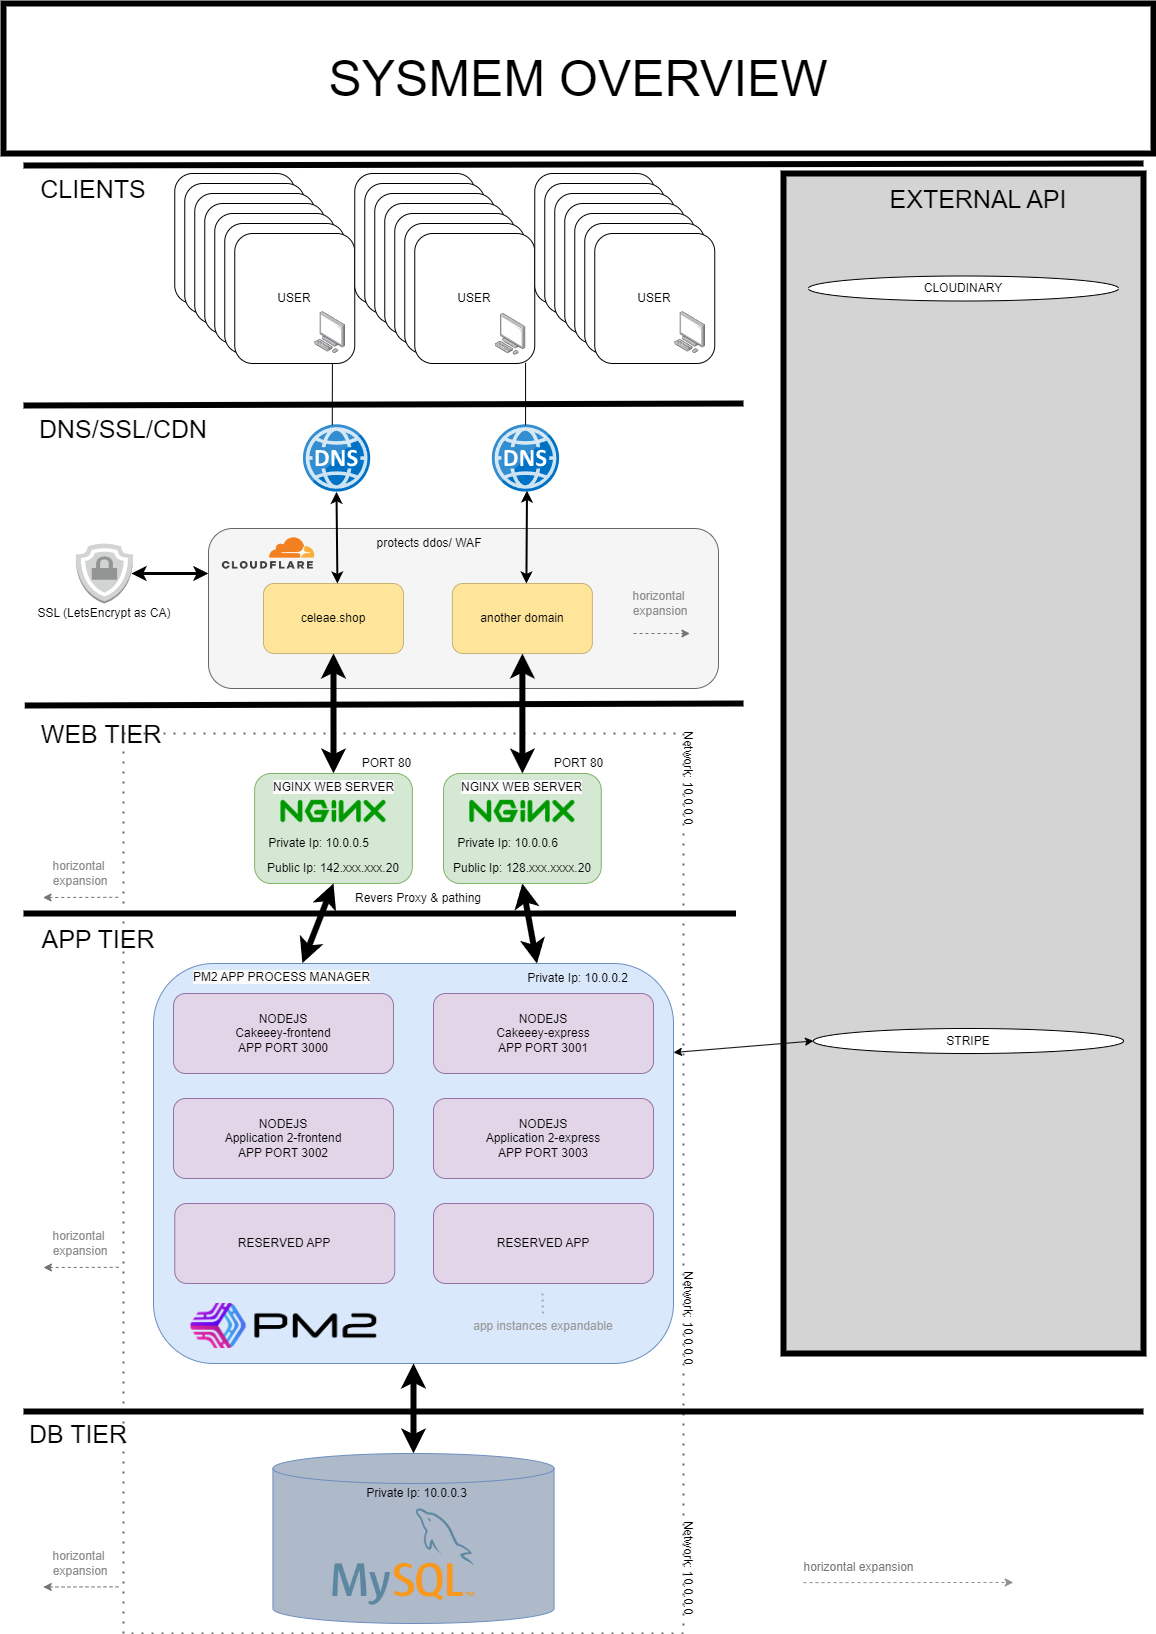 SYSMEM OVERVIEW
CLIENTS
EXTERNAL API
USER
USER
USER
CLOUDINARY
DNS/SSL/CDN
DNS
DNS
CLOUDFLARE
protects ddos/ WAF
SSL (LetsEncrypt as CA)
celeae.shop
another domain
horizontal
expansion
WEB TIER
Network: 10.0.0.0
PORT 80
PORT 80
NGINX WEB SERVER
NGINX
Private Ip: 10.0.0.5
Public Ip: 142.xxx.xxx.20
NGINX WEB SERVER
NGINX
Private Ip: 10.0.0.6
Public Ip: 128.xxx.xxxx.20
horizontal
expansion
Revers Proxy & pathing
APP TIER
PM2 APP PROCESS MANAGER
Private Ip: 10.0.0.2
NODEJS
Cakeeey-frontend
APP PORT 3000
NODEJS
Cakeeey-express
APP PORT 3001
STRIPE
NODEJS
Application 2-frontend
APP PORT 3002
NODEJS
Application 2-express
APP PORT 3003
RESERVED APP
RESERVED APP
horizontal
expansion
Network: 10.0.0.0
PM2
app instances expandable
DB TIER
Private Ip: 10.0.0.3
MySQL™
Network: 10.0.0.0
horizontal
expansion
horizontal expansion